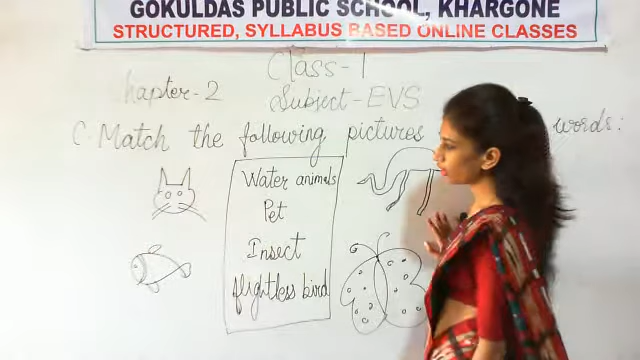 GOKULDAS PUBLIC SCHOOL, KHARGONE
STRUCTURED, SYLLABUS BASED ONLINE CLASSES
Class-1
hapter-2 Subject-EVS
C. Match the following pictures words:
Water animals
Pet
Insect
flightless bird